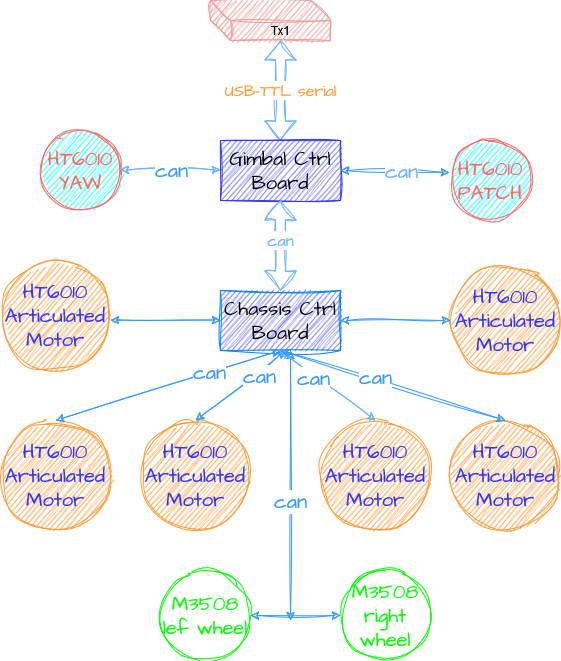 Tx1
USB-TTL serial
HT6010
YAW
can
Gimbal Ctrl
Board
can
HT6010
PATCH
can
HT6010
Articulated
Motor
Chassis Ctrl
Board
HT6010
Articulated
Motor
can
can
can
can
HT6010
Articulated
Motor
HT6010
Articulated
Motor
HT6010
Articulated
Motor
HT6010
Articulated
Motor
can
M3508
lef wheel
M3508
right
wheel